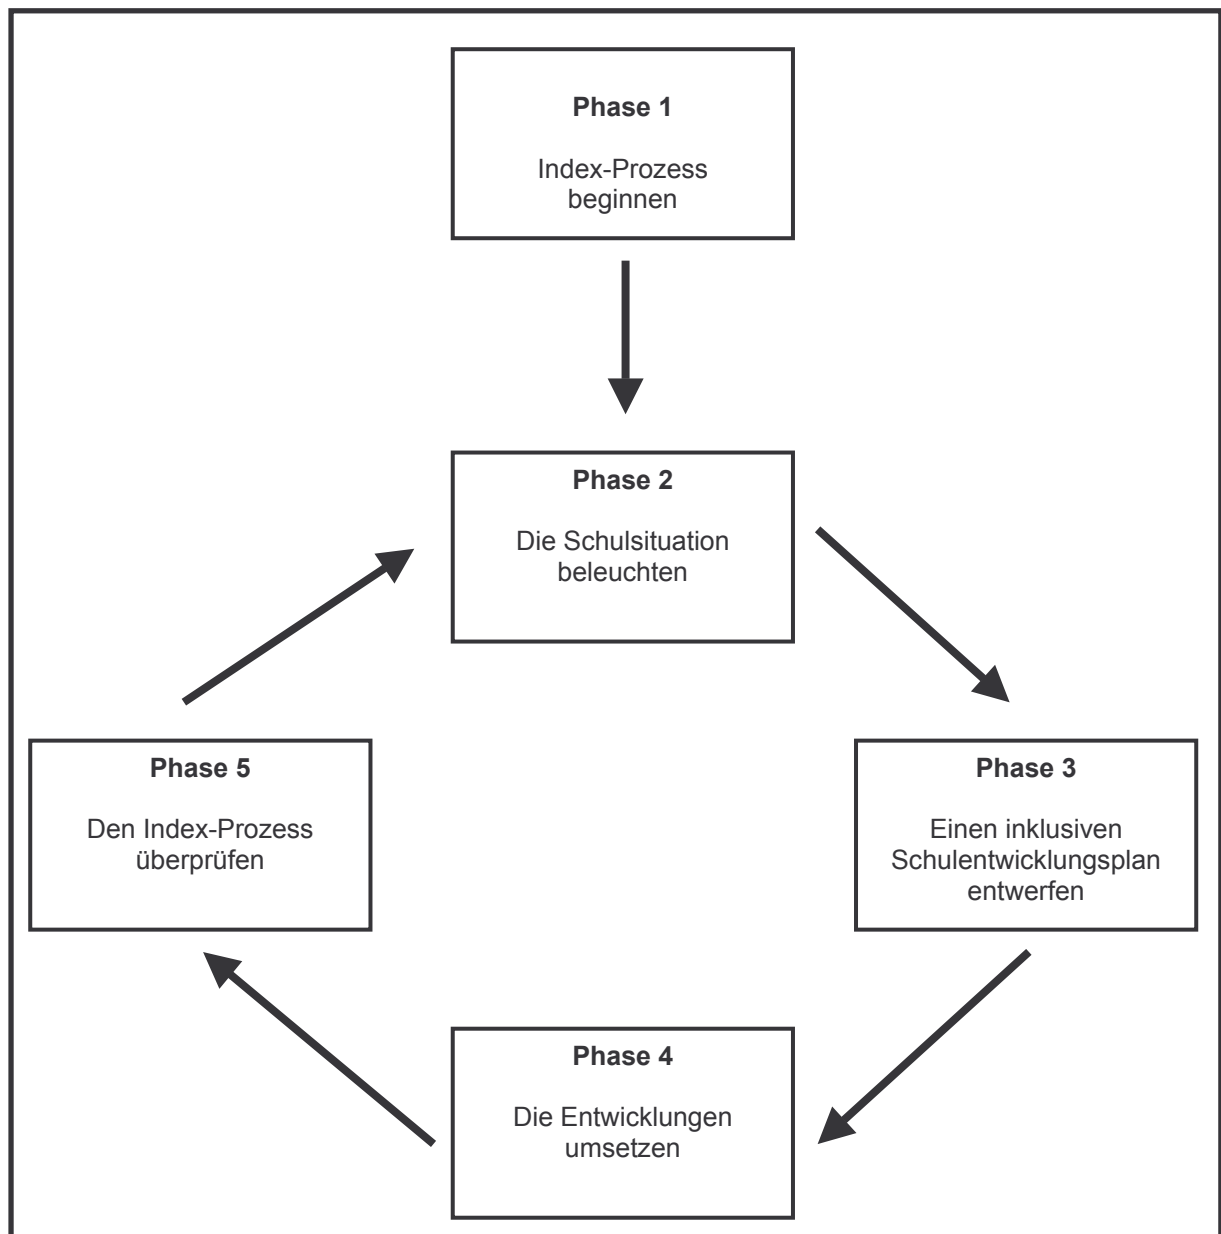 Phase 1
Index-Prozess
beginnen
Phase 2
Die Schulsituation
beleuchten
Phase 5
Den Index-Prozess
überprüfen
Phase 3
Einen inklusiven
Schulentwicklungsplan
entwerfen
Phase 4
Die Entwicklungen
umsetzen